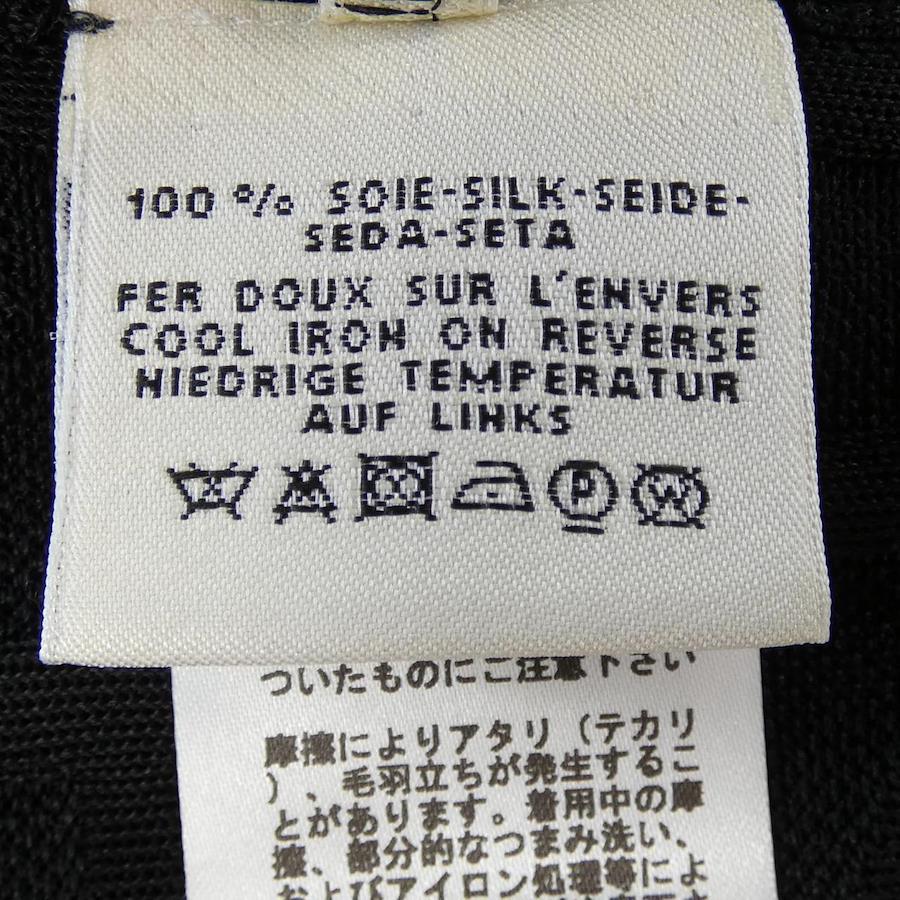 100 % SOIE-SILK-SEIDE-
SEDA-SETA
FER DOUX SUR L'ENVERS
COOL IRON ON REVERSE
NIEDRIGE TEMPERATUR
AUF LINKS
P
W
ついたものにご注意下さい
摩擦によりアタリ（テカリ
）、毛羽立ちが発生するこ
とがあります。着用中の摩
擦、部分的なつまみ洗い、
およびアイロン処理等によ